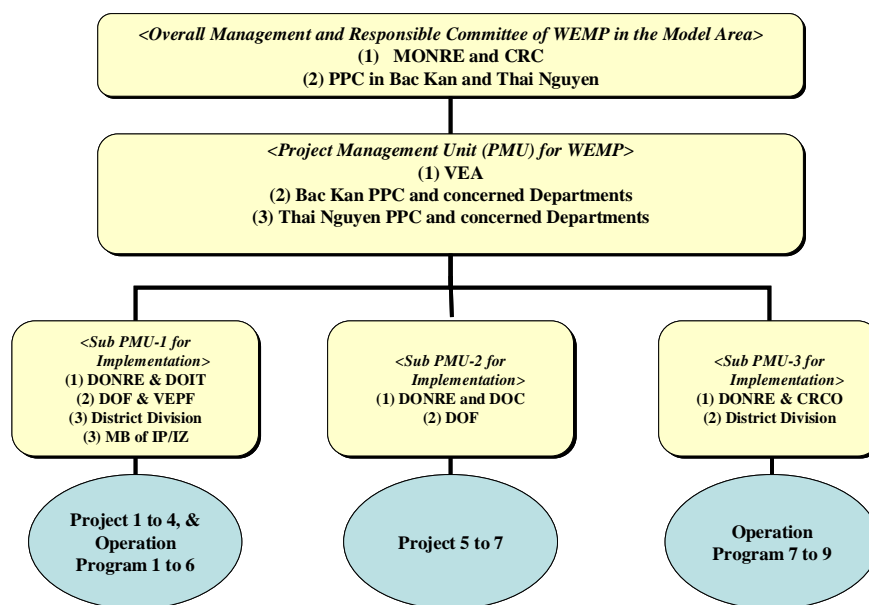 <Overall Management and Responsible Committee of WEMP in the Model Area>
(1) MONRE and CRC
(2) PPC in Bac Kan and Thai Nguyen
<Project Management Unit (PMU) for WEMP>
(1) VEA
(2) Bac Kan PPC and concerned Departments
(3) Thai Nguyen PPC and concerned Departments
<Sub PMU-1 for
Implementation>
(1) DONRE & DOIT
(2) DOF & VEPF
(3) District Division
(3) MB of IP/IZ
<Sub PMU-2 for
Implementation>
(1) DONRE and DOC
(2) DOF
<Sub PMU-3 for
Implementation>
(1) DONRE & CRCO
(2) District Division
Project 1 to 4, &
Operation
Program 1 to 6
Project 5 to 7
Operation
Program 7 to 9